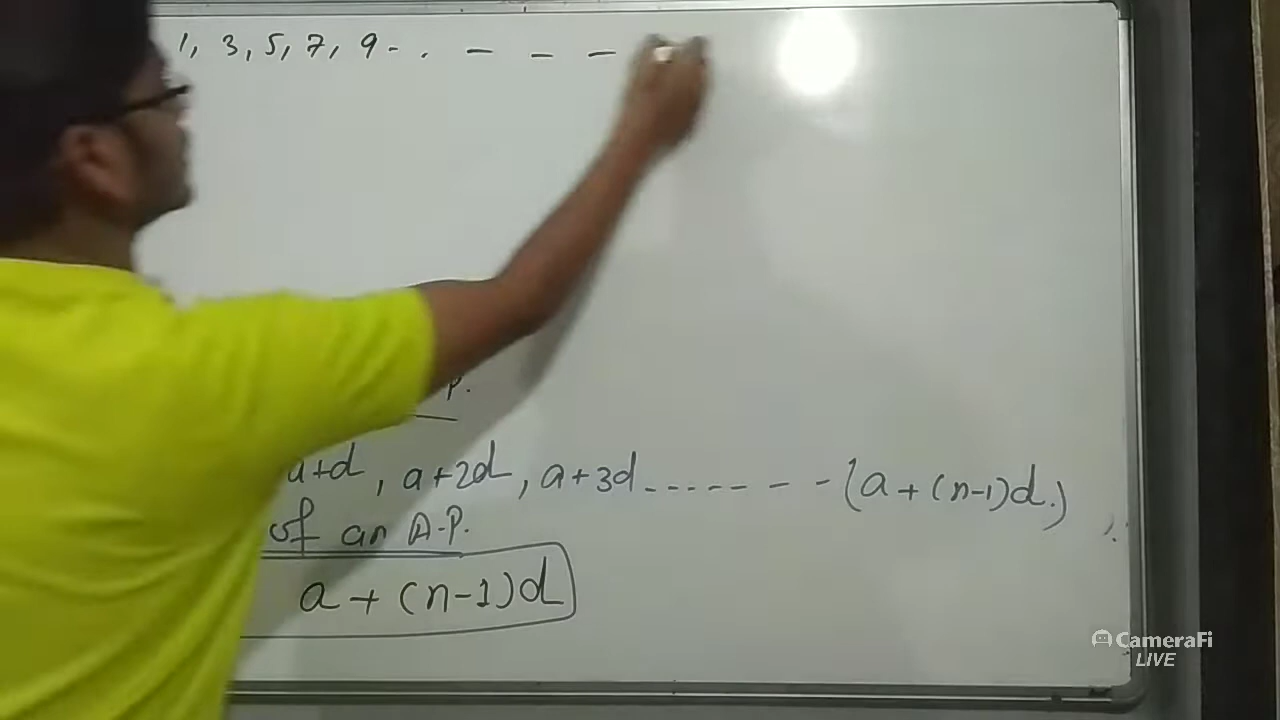 1, 3, 5, 7, 9 - . - - -
P.
a+d, a+2d, a+3d-------(a+(n-1)d.)
of an A.P.
a+(n-1)d
CameraFi
LIVE